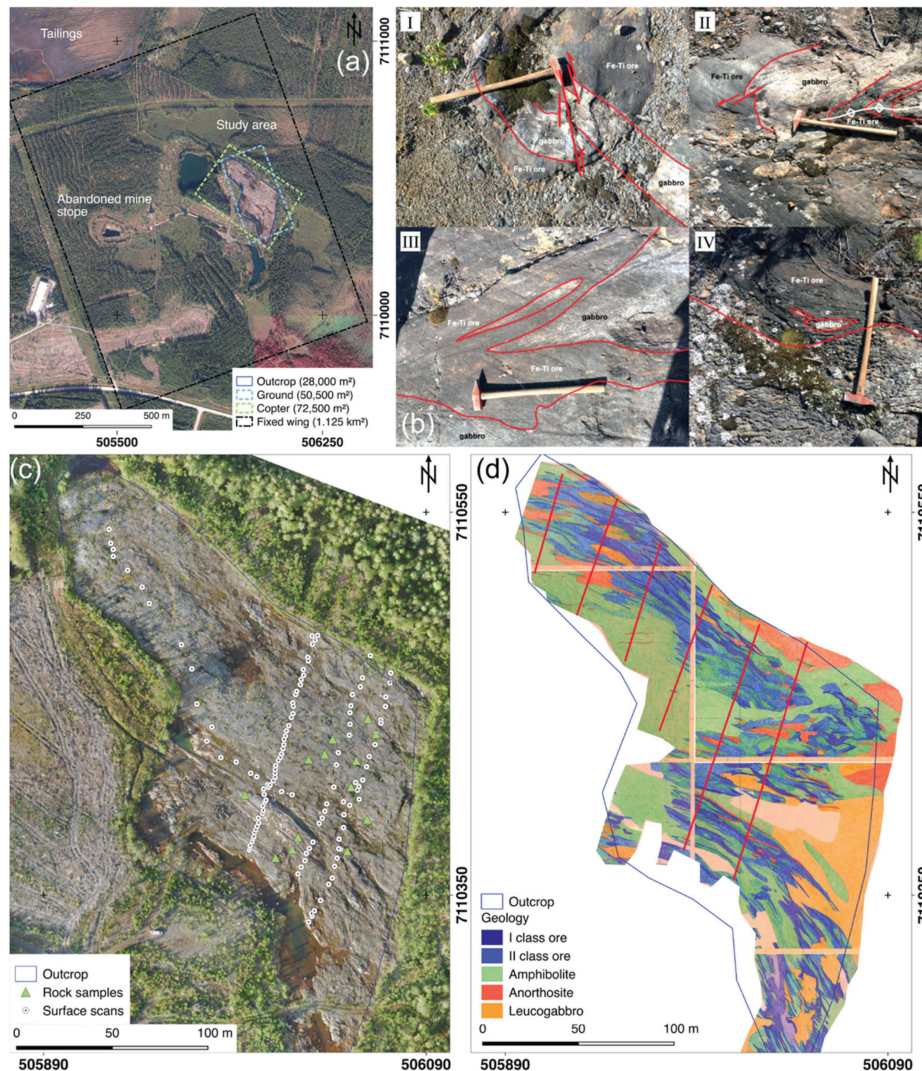 Tailings
N
(a)
7111000
Study area
Abandoned mine
stope
7110000
Outcrop (28,000 m²)
Ground (50,500 m²)
Copter (72,500 m²)
Fixed wing (1.125 km²)
0 250 500 m
505500 506250
I
Fe-Ti ore
gabbro
Fe-Ti ore
gabbro
II
Fe-Ti ore
gabbro
Fe-Ti ore
III
Fe-Ti ore
gabbro
Fe-Ti ore
(b)
gabbro
IV
Fe-Ti ore
gabbro
(c)
N
Outcrop
Rock samples
Surface scans
0 50 100 m
505890 506090
7110550
7110350
(d)
N
7110550
7110350
Outcrop
Geology
I class ore
II class ore
Amphibolite
Anorthosite
Leucogabbro
0 50 100 m
505890 506090